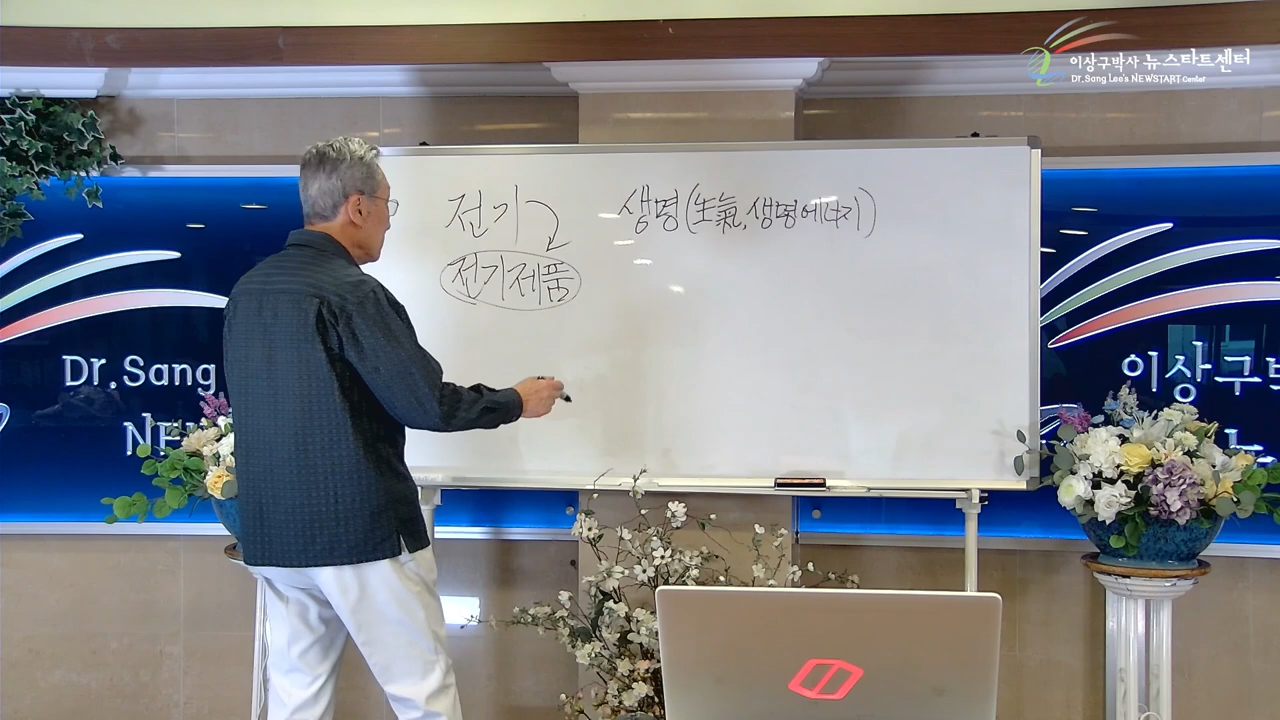 이상구박사 뉴스타트센터
Dr.Sang Lee's NEWSTART Center
전기 생명(生氣, 생명에너지)
전기제품
Dr.Sang
이상구